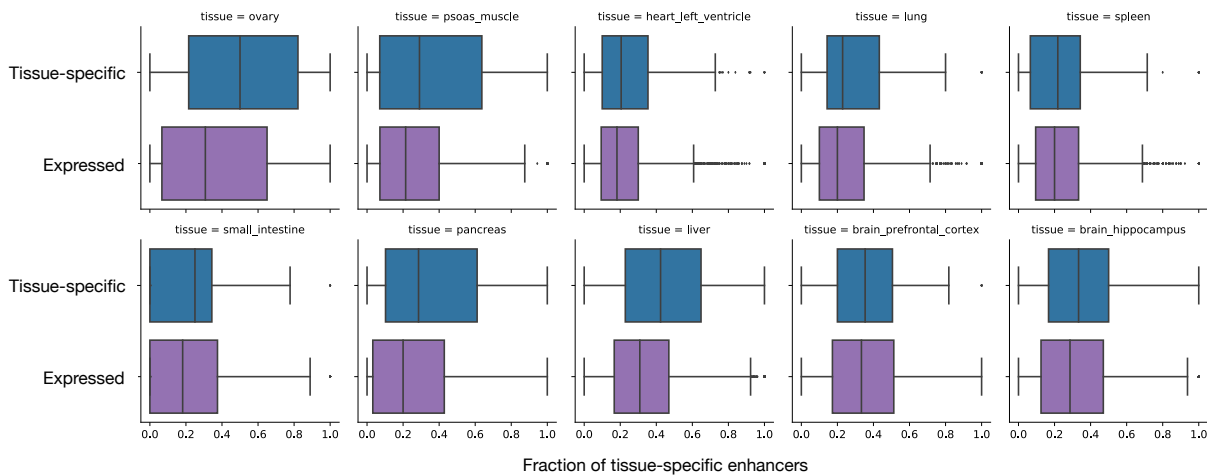 tissue = ovary
tissue = psoas_muscle
tissue = heart_left_ventricle
tissue = lung
tissue = spleen
Tissue-specific
Expressed
tissue = small_intestine
tissue = pancreas
tissue = liver
tissue = brain_prefrontal_cortex
tissue = brain_hippocampus
Tissue-specific
Expressed
0.0 0.2 0.4 0.6 0.8 1.0
0.0 0.2 0.4 0.6 0.8 1.0
0.0 0.2 0.4 0.6 0.8 1.0
0.0 0.2 0.4 0.6 0.8 1.0
0.0 0.2 0.4 0.6 0.8 1.0
Fraction of tissue-specific enhancers